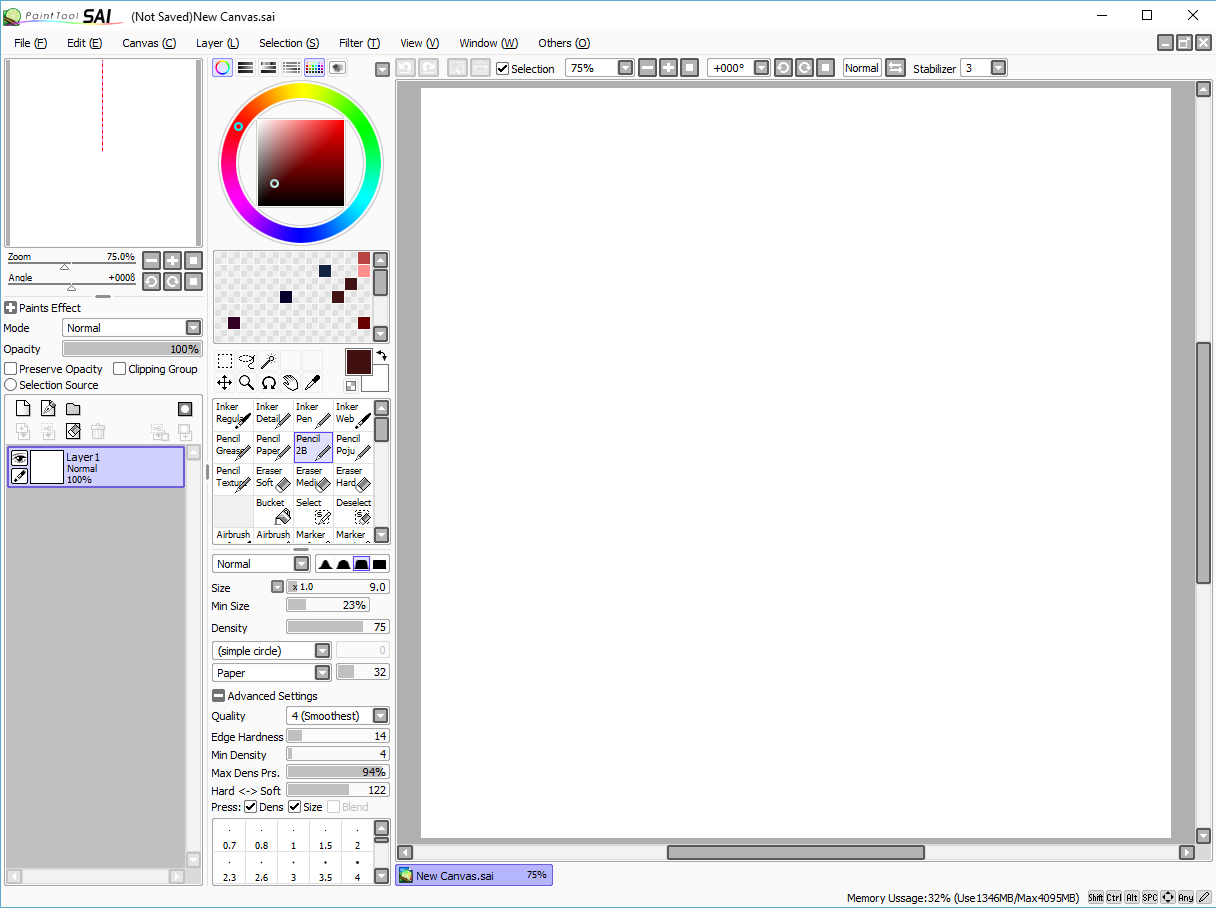 PaintTool SAI (Not Saved)New Canvas.sai
File (F) Edit (E) Canvas (C) Layer (L) Selection (S) Filter (T) View (V) Window (W) Others (O)
Selection 75% +000° Normal Stabilizer 3
Zoom 75.0%
Angle +000ß
Paints Effect
Mode Normal
Opacity 100%
Preserve Opacity Clipping Group
Selection Source
Layer1
Normal
100%
Inker Inker Inker Inker
Regular Detail Pen Web
Pencil Pencil Pencil Pencil
Grease Paper 2B Poju
Pencil Eraser Eraser Eraser
Texture Soft Medi Hard
Bucket Select Deselect
Airbrush Airbrush Marker Marker
Normal
Size x 1.0 9.0
Min Size 23%
Density 75
(simple circle) 0
Paper 32
Advanced Settings
Quality 4 (Smoothest)
Edge Hardness 14
Min Density 4
Max Dens Prs. 94%
Hard <-> Soft 122
Press: Dens Size Blend
0.7 0.8 1 1.5 2
2.3 2.6 3 3.5 4
New Canvas.sai 75%
Memory Usage:32% (Use1346MB/Max4095MB) Shift Ctrl Alt SPC Any